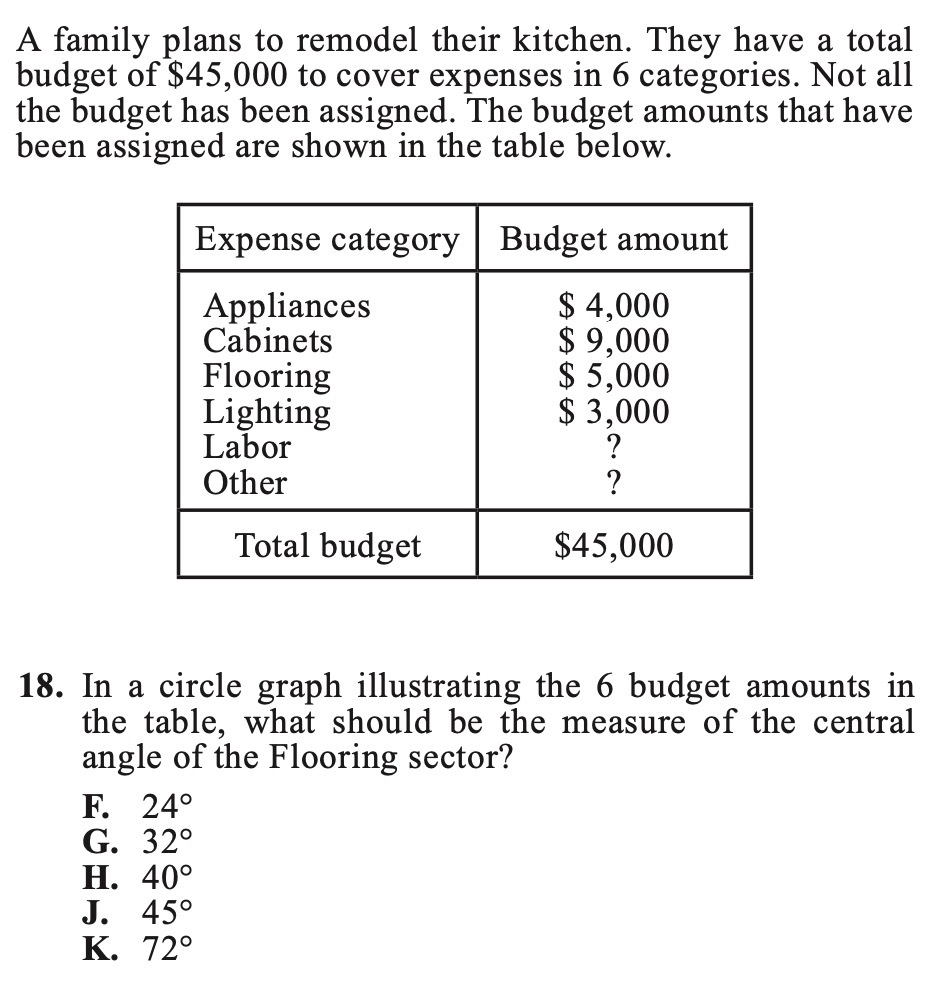 A family plans to remodel their kitchen. They have a total
budget of $45,000 to cover expenses in 6 categories. Not all
the budget has been assigned. The budget amounts that have
been assigned are shown in the table below.
Expense category Budget amount
Appliances $ 4,000
Cabinets $ 9,000
Flooring $ 5,000
Lighting $ 3,000
Labor ?
Other ?
Total budget $45,000
18. In a circle graph illustrating the 6 budget amounts in
the table, what should be the measure of the central
angle of the Flooring sector?
F. 24°
G. 32°
H. 40°
J. 45°
K. 72°